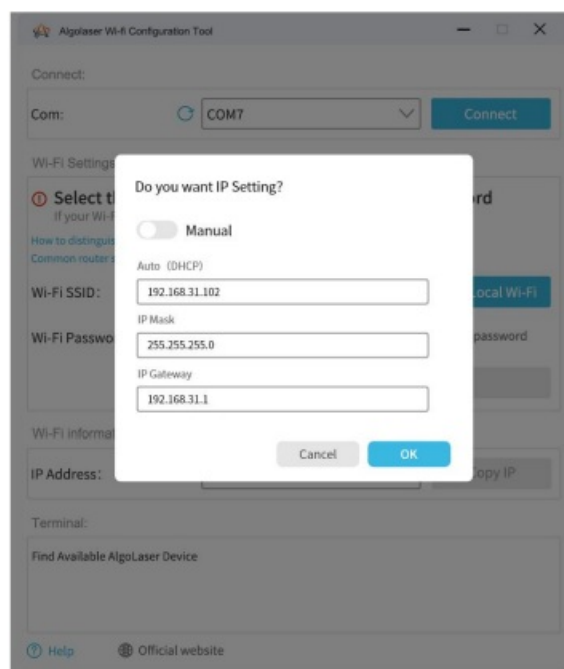 Algolaser Wi-fi Configuration Tool
Connect:
Com:
COM7
Connect
Wi-Fi Settings
Do you want IP Setting?
Manual
Auto (DHCP)
192.168.31.102
IP Mask
255.255.255.0
IP Gateway
192.168.31.1
Cancel
OK
Select t
rd
If your Wi-F
How to distinguis
Common router s
Wi-Fi SSID:
Local Wi-Fi
Wi-Fi Passwo
password
Wi-Fi informat
IP Address:
Copy IP
Terminal:
Find Available AlgoLaser Device
Help
Official website